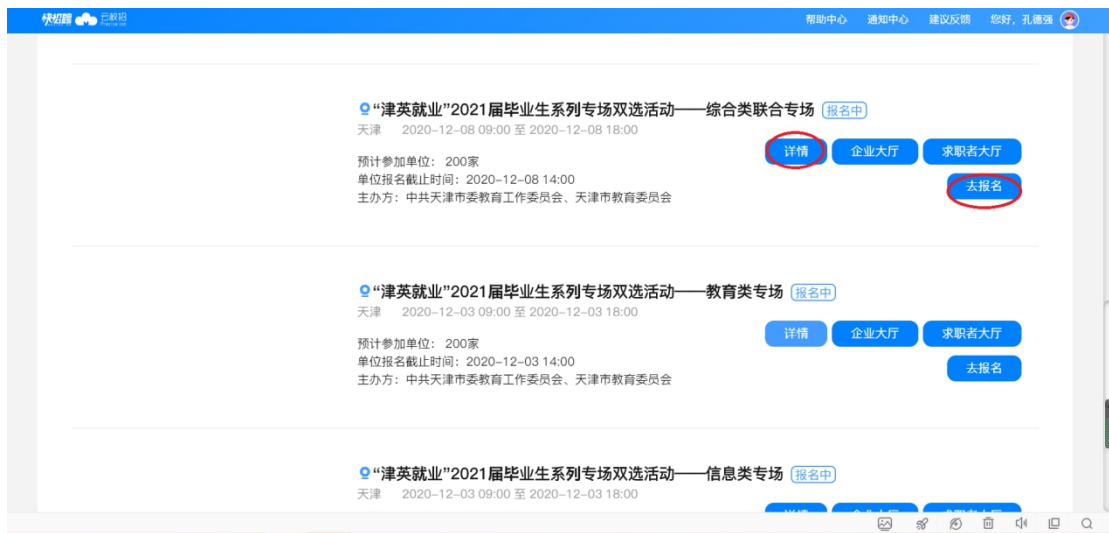 快招聘 云校招
帮助中心 通知中心 建议反馈 您好，孔德强
“津英就业”2021届毕业生系列专场双选活动——综合类联合专场 报名中
天津 2020-12-08 09:00 至 2020-12-08 18:00
详情 企业大厅 求职者大厅
预计参加单位： 200家
单位报名截止时间：2020-12-08 14:00
去报名
主办方：中共天津市委教育工作委员会、天津市教育委员会
“津英就业”2021届毕业生系列专场双选活动——教育类专场 报名中
天津 2020-12-03 09:00 至 2020-12-03 18:00
详情 企业大厅 求职者大厅
预计参加单位： 200家
单位报名截止时间：2020-12-03 14:00
去报名
主办方：中共天津市委教育工作委员会、天津市教育委员会
“津英就业”2021届毕业生系列专场双选活动——信息类专场 报名中
天津 2020-12-03 09:00 至 2020-12-03 18:00